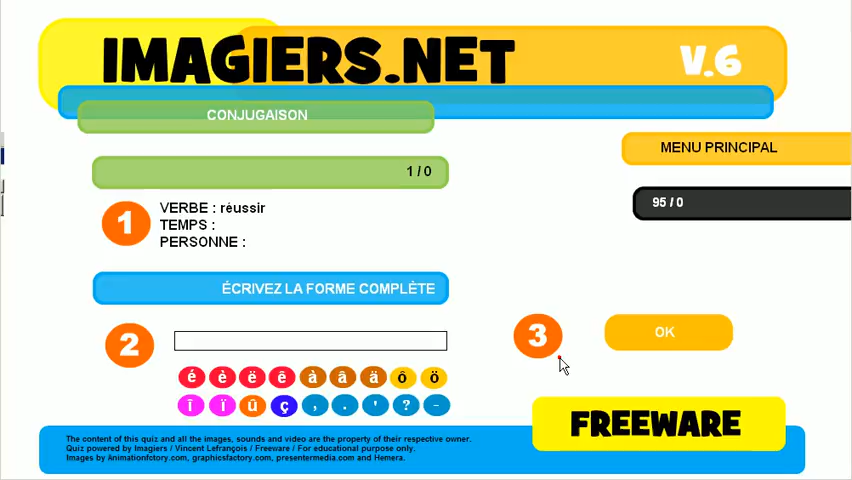 IMAGIERS.NET
V.6
CONJUGAISON
MENU PRINCIPAL
1 / 0
95 / 0
1
VERBE : réussir
TEMPS :
PERSONNE :
ÉCRIVEZ LA FORME COMPLÈTE
2
3
OK
é è ë ê à â ä ô ö
î ï û ç , . ' ? -
FREEWARE
The content of this quiz and all the images, sounds and video are the property of their respective owner.
Quiz powered by Imagiers / Vincent Lefrançois / Freeware / For educational purpose only.
Images by Animationfctory.com, graphicsfactory.com, presentermedia.com and Hemera.